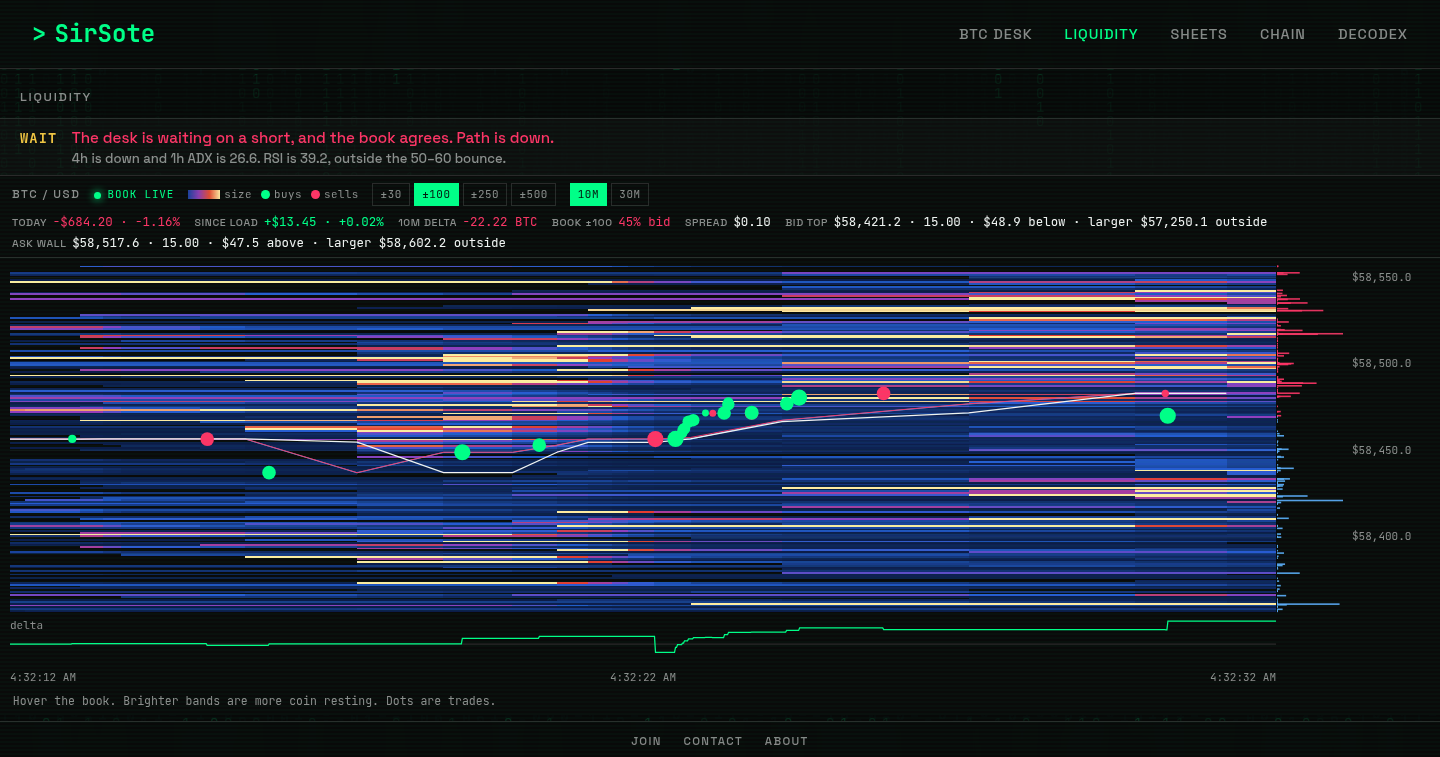 > SirSote
BTC DESK LIQUIDITY SHEETS CHAIN DECODEX
LIQUIDITY
WAIT The desk is waiting on a short, and the book agrees. Path is down.
4h is down and 1h ADX is 26.6. RSI is 39.2, outside the 50–60 bounce.
BTC / USD BOOK LIVE size buys sells ±30 ±100 ±250 ±500 10M 30M
TODAY -$684.20 · -1.16% SINCE LOAD +$13.45 · +0.02% 10M DELTA -22.22 BTC BOOK ±100 45% bid SPREAD $0.10 BID TOP $58,421.2 · 15.00 · $48.9 below · larger $57,250.1 outside
ASK WALL $58,517.6 · 15.00 · $47.5 above · larger $58,602.2 outside
$58,550.0
$58,500.0
$58,450.0
$58,400.0
delta
4:32:12 AM 4:32:22 AM 4:32:32 AM
Hover the book. Brighter bands are more coin resting. Dots are trades.
JOIN CONTACT ABOUT